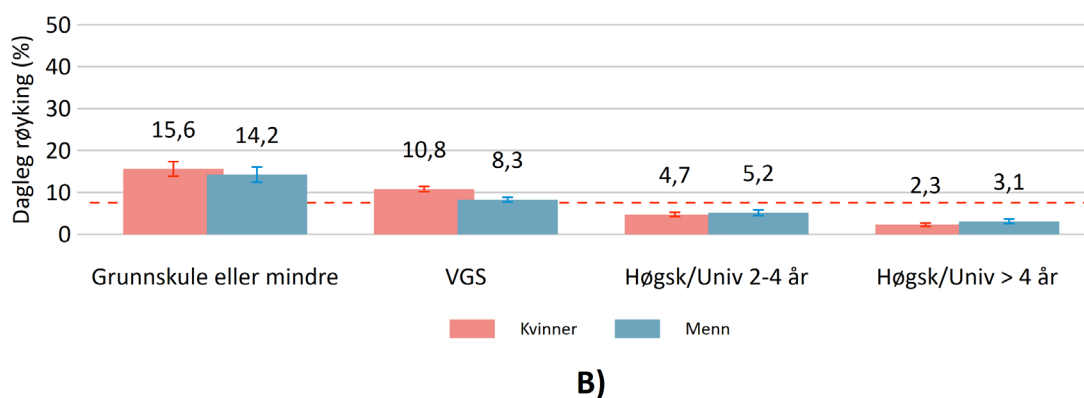 Dagleg røyking (%)
50
40
30
20
10
0
15,6
14,2
10,8
8,3
4,7
5,2
2,3
3,1
Grunnskule eller mindre
VGS
Høgsk/Univ 2-4 år
Høgsk/Univ > 4 år
Kvinner
Menn
B)